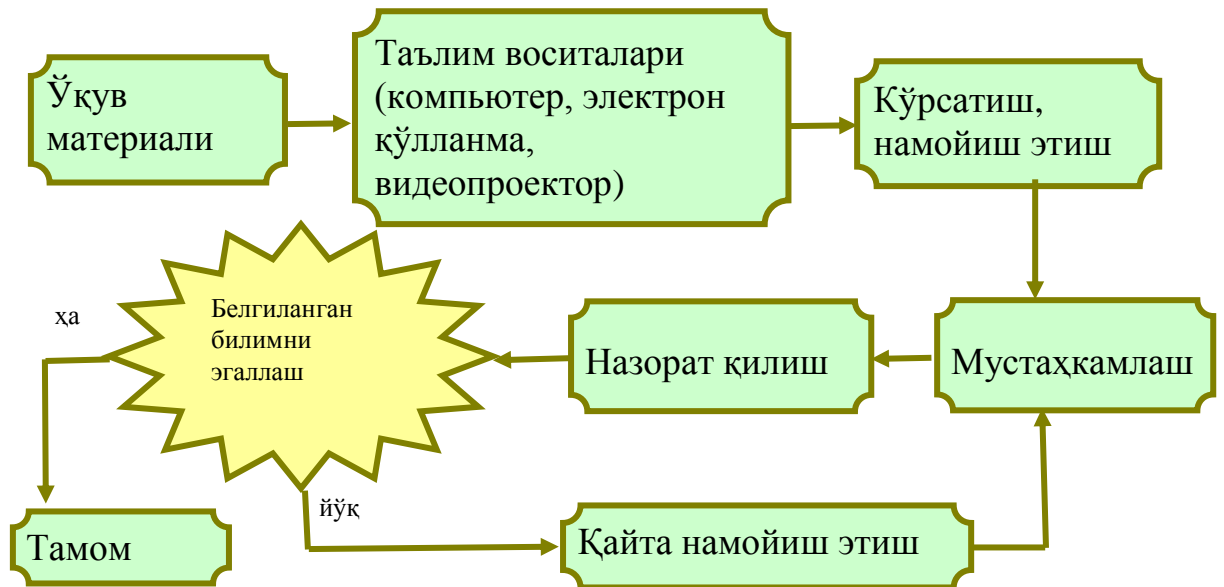 Ўқув
материали
Таълим воситалари
(компьютер, электрон
қўлланма,
видеопроектор)
Кўрсатиш,
намойиш этиш
Мустаҳкамлаш
Назорат қилиш
Белгиланган
билимни
эгаллаш
ҳа
Тамом
йўқ
Қайта намойиш этиш